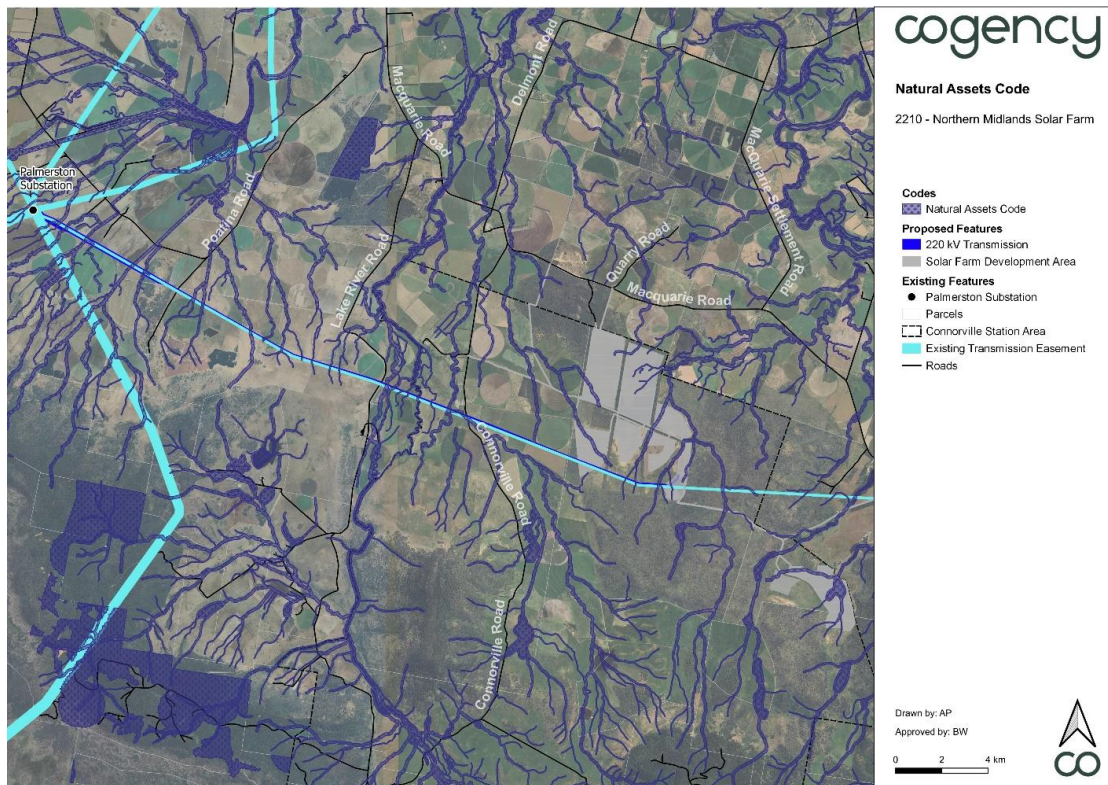 cogency
Natural Assets Code
2210 - Northern Midlands Solar Farm
Codes
Natural Assets Code
Proposed Features
220 kV Transmission
Solar Farm Development Area
Existing Features
Palmerston Substation
Parcels
Connorville Station Area
Existing Transmission Easement
Roads
Palmerston
Substation
Poatina Road
Macquarie Road
Delmont Road
MacQuarie Settlement Road
Lake River Road
Quarry Road
Macquarie Road
Connorville Road
Connorville Road
Drawn by: AP
Approved by: BW
0 2 4 km
CO